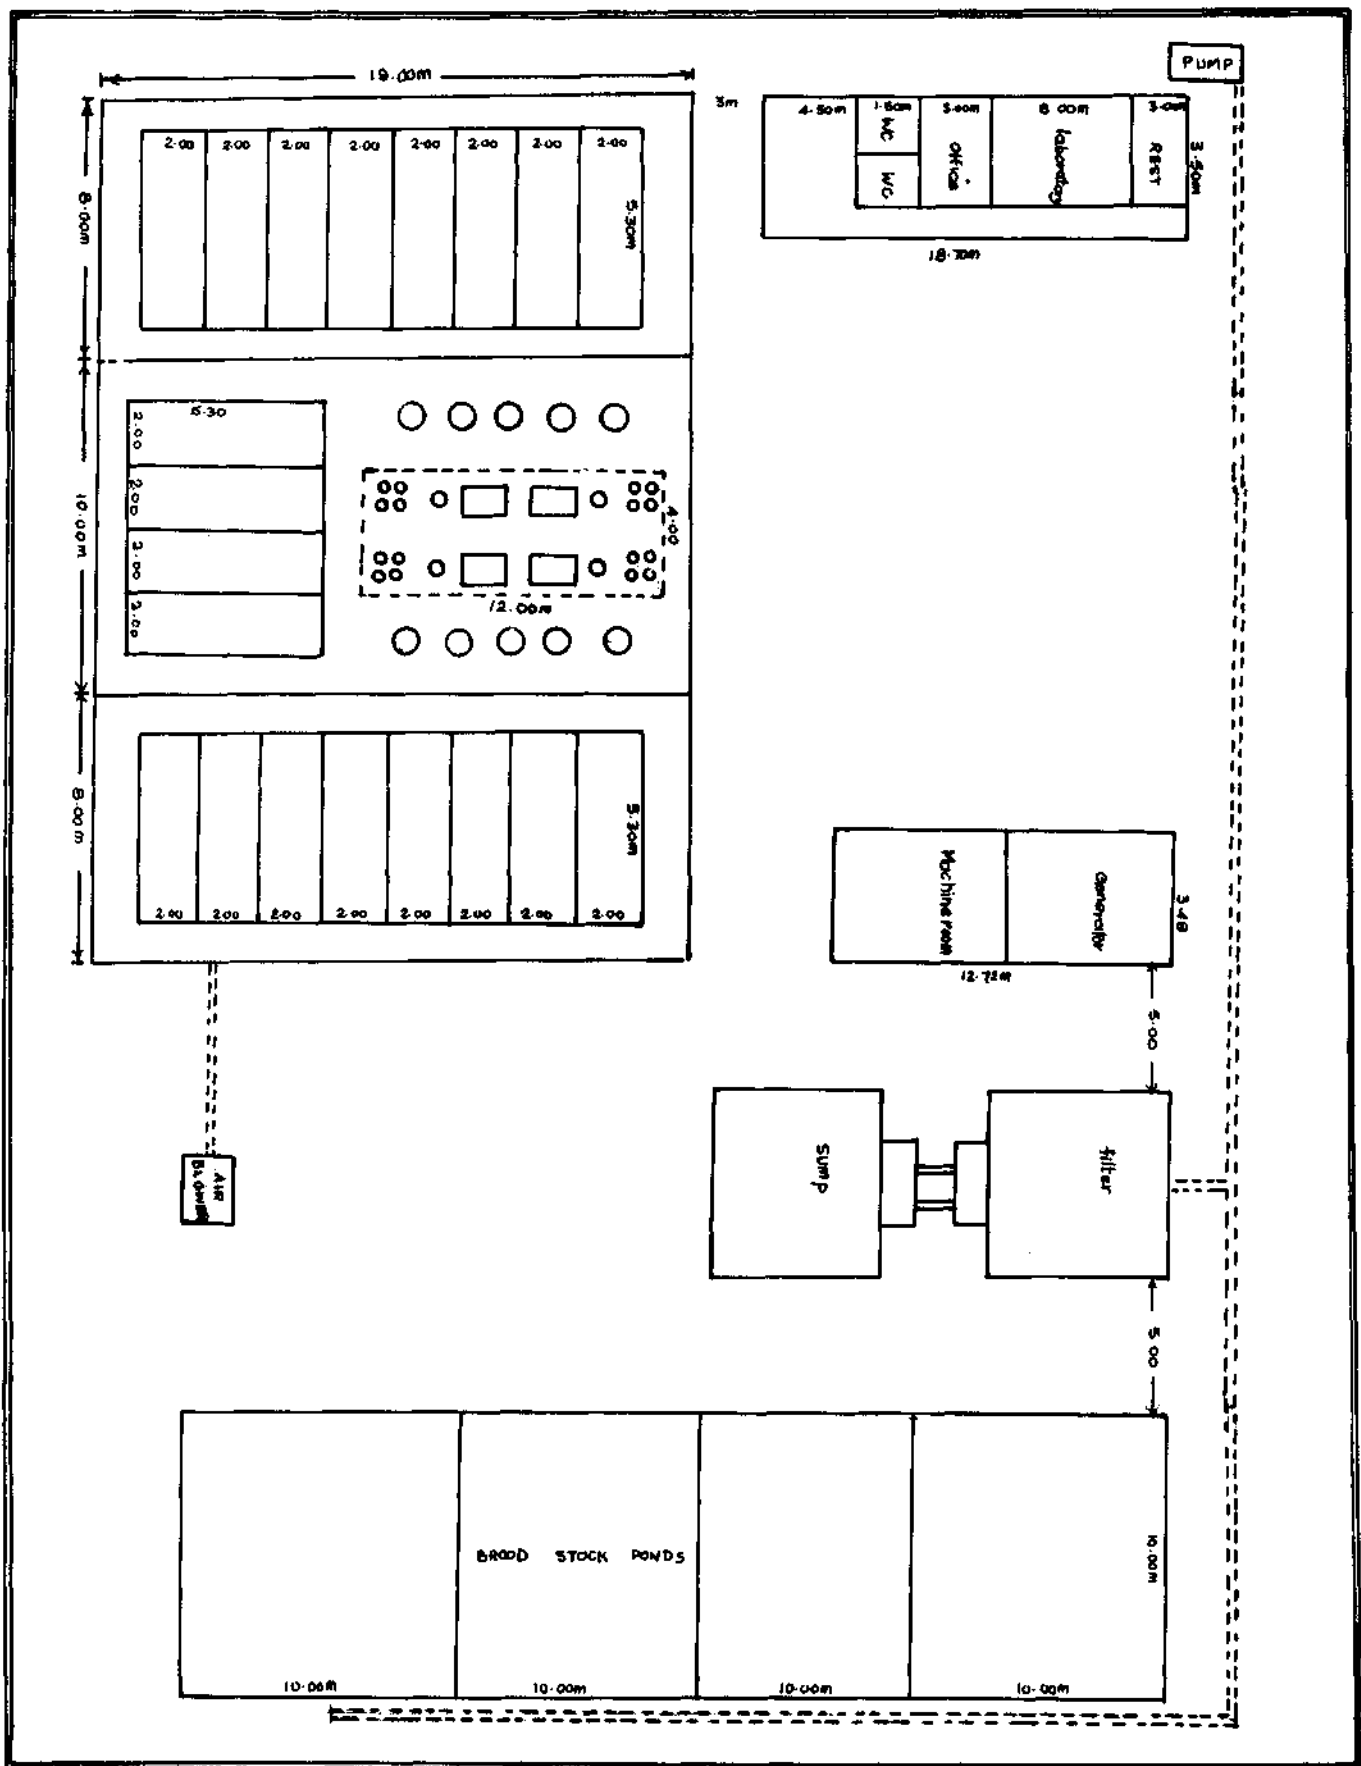 PUMP
19.00m
3m
4.50m
1.50m
3.00m
8.00m
3.0m
WC
WC
Office
laboratory
REST
3.50m
18.70m
2.00 2.00 2.00 2.00 2.00 2.00 2.00 2.00
5.30m
8.00m
5.30
2.00
2.00
2.00
2.00
10.00m
4.00
12.00m
5.30m
2.00 2.00 2.00 2.00 2.00 2.00 2.00 2.00
8.00m
Machine room
Generator
3.48
12.72m
5.00
Sump
filter
AIR
BLOWER
5.00
BROOD STOCK PONDS
10.00m
10.00m 10.00m 10.00m 10.00m